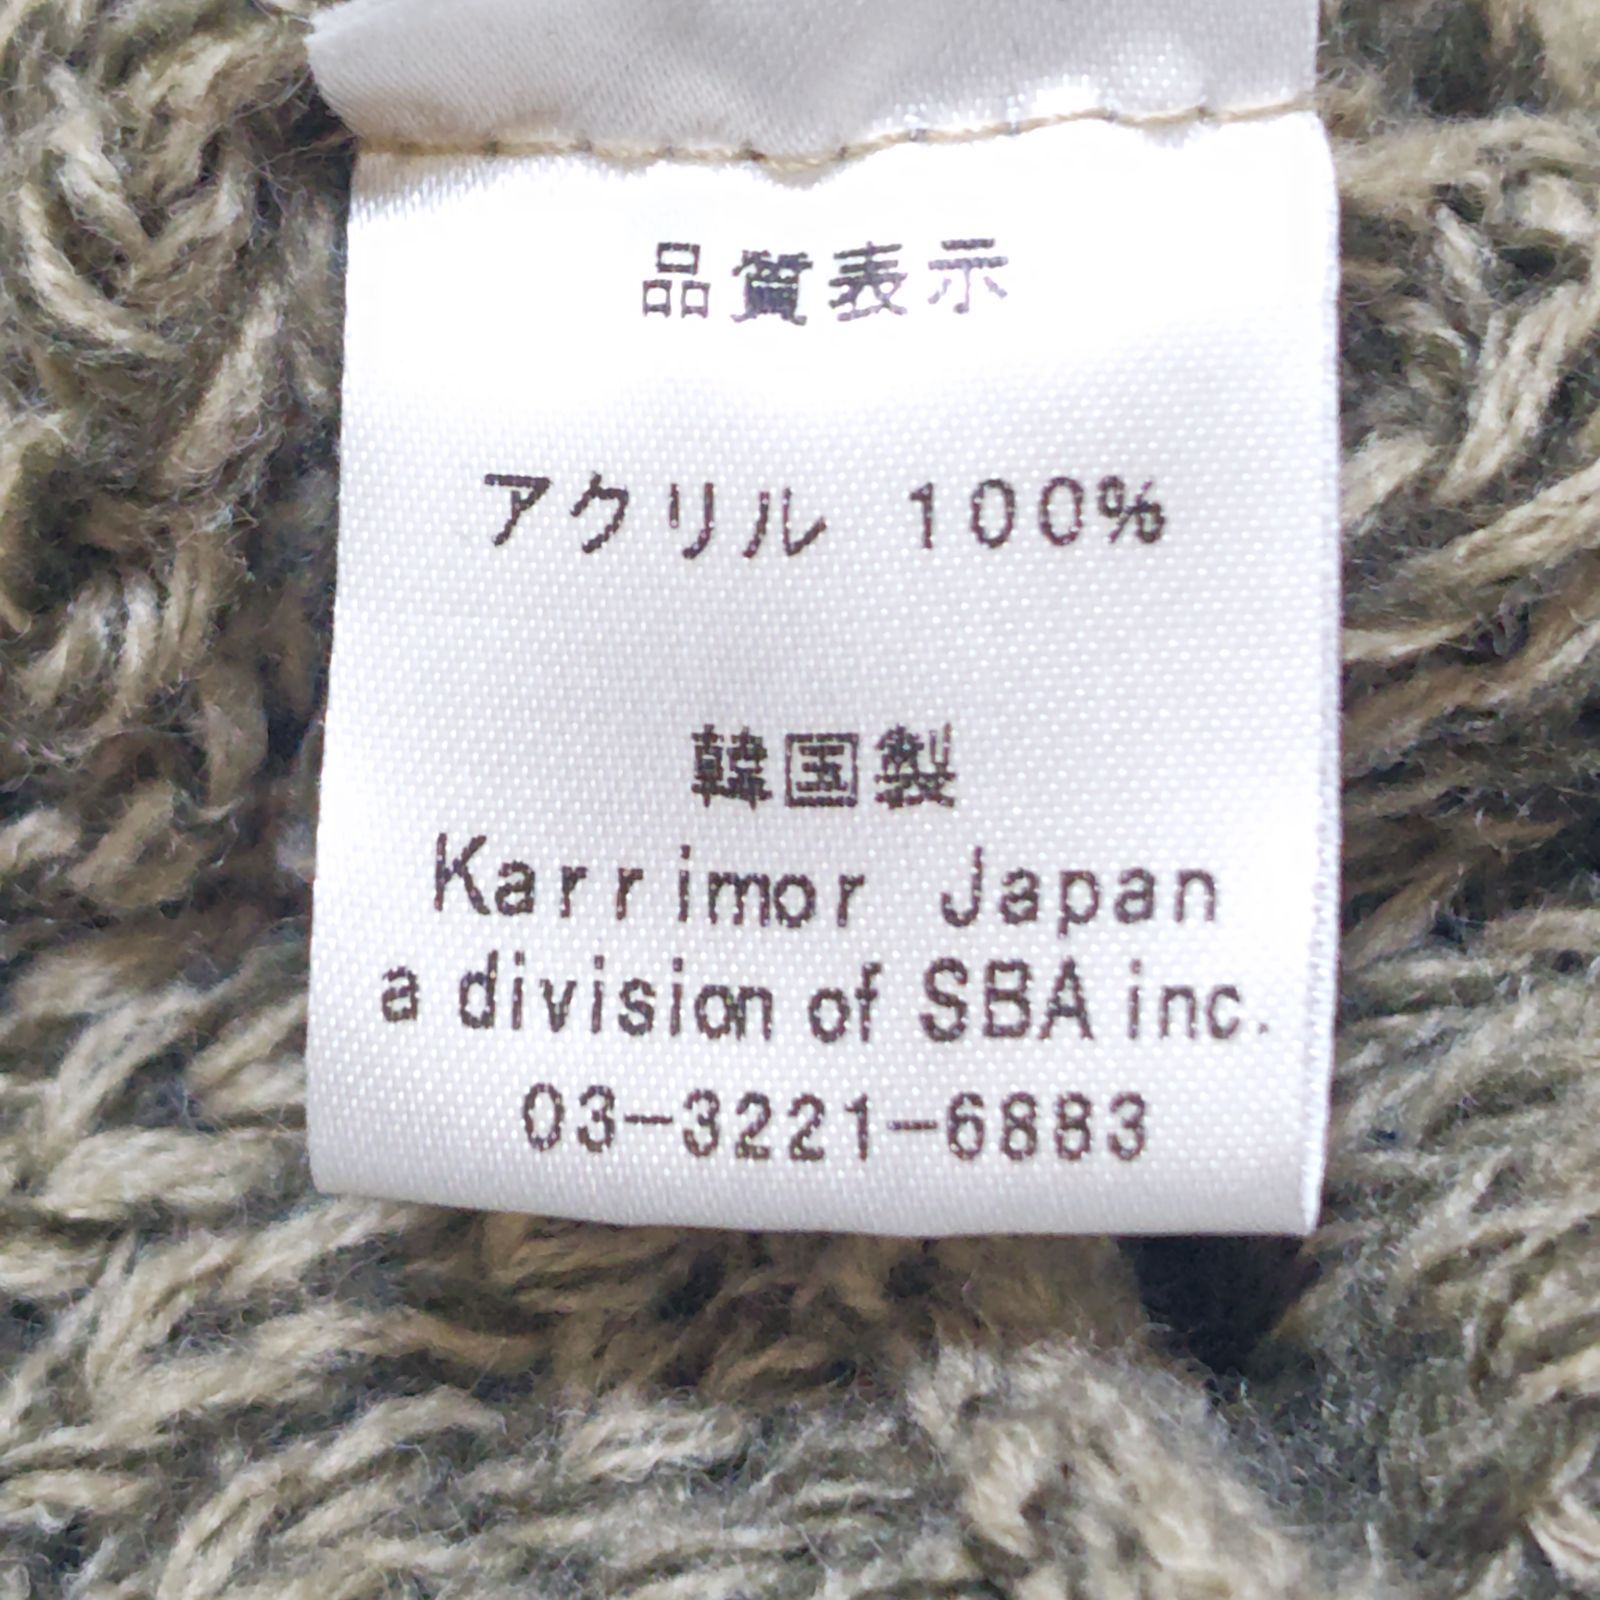 品質表示
アクリル 100%
韓国製
Karrimor Japan
a division of SBA inc.
03-3221-6883